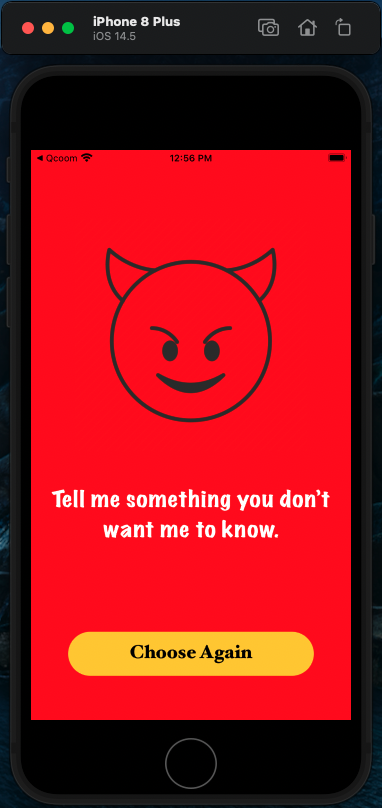 iPhone 8 Plus
iOS 14.5
◀ Qcoom
12:56 PM
Tell me something you don't
want me to know.
Choose Again